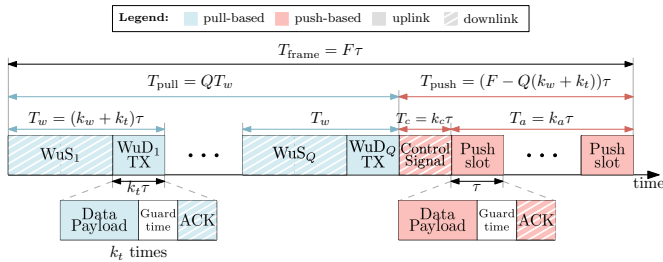 Legend: pull-based push-based uplink downlink
T_frame = Fτ
T_pull = QT_w T_push = (F − Q(k_w + k_t))τ
T_w = (k_w + k_t)τ T_w T_c = k_cτ T_a = k_aτ
WuS_1 WuD_1 TX • • • WuS_Q WuD_Q TX Control Signal Push slot • • • Push slot
time
k_tτ τ
Data Payload Guard time ACK Data Payload Guard time ACK
k_t times